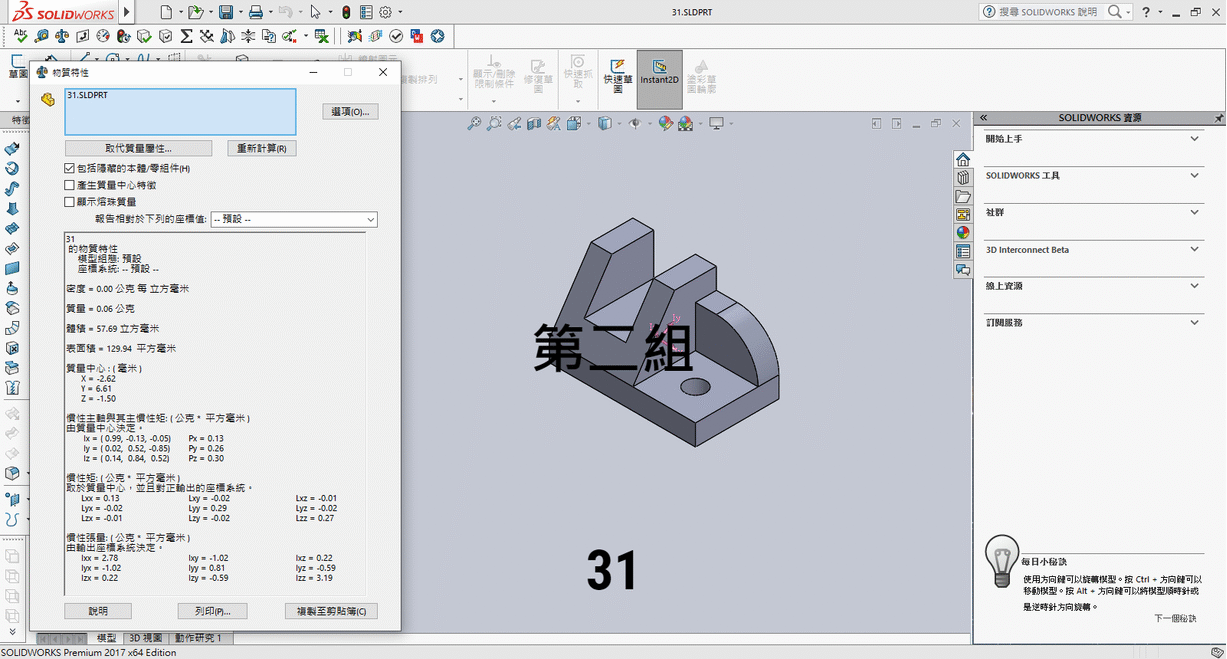 SOLIDWORKS
31.SLDPRT
搜尋 SOLIDWORKS 說明
草圖
顯示/刪除限制條件
修復草圖
快速抓取
快速草圖
Instant2D
塗彩草圖輪廓
特徵
物質特性
31.SLDPRT
選項(O)...
取代質量屬性...
重新計算(R)
包括隱藏的本體/零組件(H)
產生質量中心特徵
顯示熔珠質量
報告相對於下列的座標值:
-- 預設 --
31
的物質特性
模型組態: 預設
座標系統: -- 預設 --
密度 = 0.00 公克 每 立方毫米
質量 = 0.06 公克
體積 = 57.69 立方毫米
表面積 = 129.94 平方毫米
質量中心 : ( 毫米 )
X = -2.62
Y = 6.61
Z = -1.50
慣性主軸與其主慣性矩: ( 公克 * 平方毫米 )
由質量中心決定。
Ix = ( 0.99, -0.13, -0.05) Px = 0.13
Iy = ( 0.02, 0.52, -0.85) Py = 0.26
Iz = ( 0.14, 0.84, 0.52) Pz = 0.30
慣性矩: ( 公克 * 平方毫米 )
取於質量中心，並且對正輸出的座標系統。
Lxx = 0.13 Lxy = -0.02 Lxz = -0.01
Lyx = -0.02 Lyy = 0.29 Lyz = -0.02
Lzx = -0.01 Lzy = -0.02 Lzz = 0.27
慣性張量: ( 公克 * 平方毫米 )
由輸出座標系統決定。
Ixx = 2.78 Ixy = -1.02 Ixz = 0.22
Iyx = -1.02 Iyy = 0.81 Iyz = -0.59
Izx = 0.22 Izy = -0.59 Izz = 3.19
說明
列印(P)...
複製至剪貼簿(C)
第二組
31
SOLIDWORKS 資源
開始上手
SOLIDWORKS 工具
社群
3D Interconnect Beta
線上資源
訂閱服務
每日小秘訣
使用方向鍵可以旋轉模型。按 Ctrl + 方向鍵可以
移動模型。按 Alt + 方向鍵可以將模型順時針或
是逆時針方向旋轉。
下一個秘訣
模型
3D 視圖
動作研究 1
SOLIDWORKS Premium 2017 x64 Edition